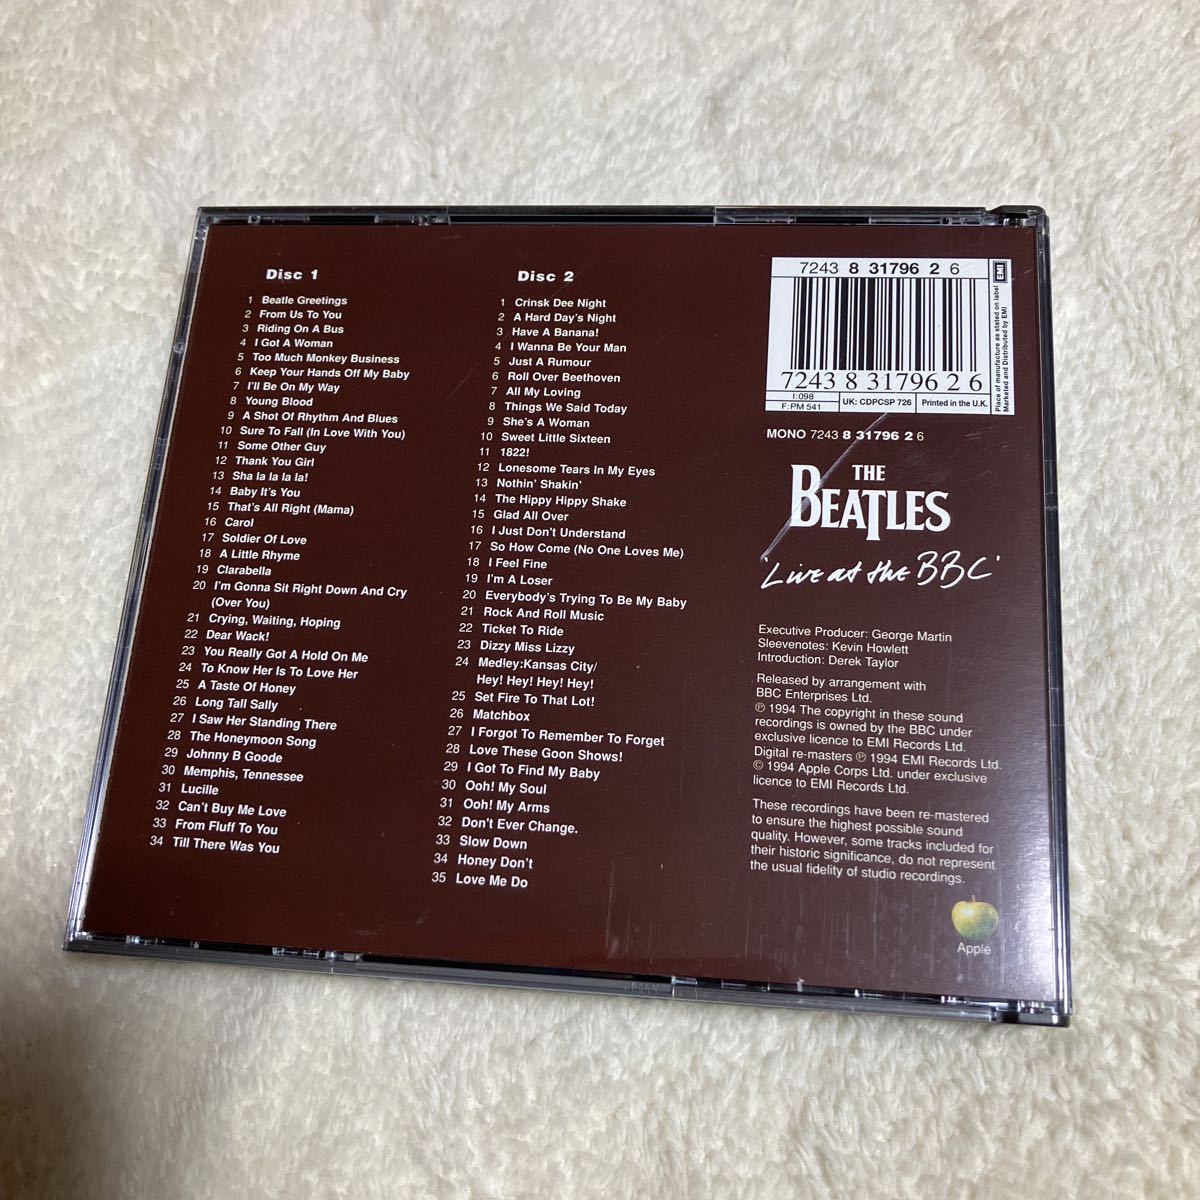 Disc 1
1 Beatle Greetings
2 From Us To You
3 Riding On A Bus
4 I Got A Woman
5 Too Much Monkey Business
6 Keep Your Hands Off My Baby
7 I'll Be On My Way
8 Young Blood
9 A Shot Of Rhythm And Blues
10 Sure To Fall (In Love With You)
11 Some Other Guy
12 Thank You Girl
13 Sha la la la la!
14 Baby It's You
15 That's All Right (Mama)
16 Carol
17 Soldier Of Love
18 A Little Rhyme
19 Clarabella
20 I'm Gonna Sit Right Down And Cry
(Over You)
21 Crying, Waiting, Hoping
22 Dear Wack!
23 You Really Got A Hold On Me
24 To Know Her Is To Love Her
25 A Taste Of Honey
26 Long Tall Sally
27 I Saw Her Standing There
28 The Honeymoon Song
29 Johnny B Goode
30 Memphis, Tennessee
31 Lucille
32 Can't Buy Me Love
33 From Fluff To You
34 Till There Was You
Disc 2
1 Crinsk Dee Night
2 A Hard Day's Night
3 Have A Banana!
4 I Wanna Be Your Man
5 Just A Rumour
6 Roll Over Beethoven
7 All My Loving
8 Things We Said Today
9 She's A Woman
10 Sweet Little Sixteen
11 1822!
12 Lonesome Tears In My Eyes
13 Nothin' Shakin'
14 The Hippy Hippy Shake
15 Glad All Over
16 I Just Don't Understand
17 So How Come (No One Loves Me)
18 I Feel Fine
19 I'm A Loser
20 Everybody's Trying To Be My Baby
21 Rock And Roll Music
22 Ticket To Ride
23 Dizzy Miss Lizzy
24 Medley:Kansas City/
Hey! Hey! Hey! Hey!
25 Set Fire To That Lot!
26 Matchbox
27 I Forgot To Remember To Forget
28 Love These Goon Shows!
29 I Got To Find My Baby
30 Ooh! My Soul
31 Ooh! My Arms
32 Don't Ever Change.
33 Slow Down
34 Honey Don't
35 Love Me Do
7243 8 31796 2 6
7243 8 31796 2 6
I:098
F: PM 541
UK: CDPCSP 726
Printed in the U.K.
EMI
Place of manufacture as stated on label
Marketed and Distributed by EMI
MONO 7243 8 31796 2 6
THE
BEATLES
'Live at the BBC'
Executive Producer: George Martin
Sleevenotes: Kevin Howlett
Introduction: Derek Taylor
Released by arrangement with
BBC Enterprises Ltd.
℗ 1994 The copyright in these sound
recordings is owned by the BBC under
exclusive licence to EMI Records Ltd.
Digital re-masters ℗ 1994 EMI Records Ltd.
© 1994 Apple Corps Ltd. under exclusive
licence to EMI Records Ltd.
These recordings have been re-mastered
to ensure the highest possible sound
quality. However, some tracks included for
their historic significance, do not represent
the usual fidelity of studio recordings.
Apple